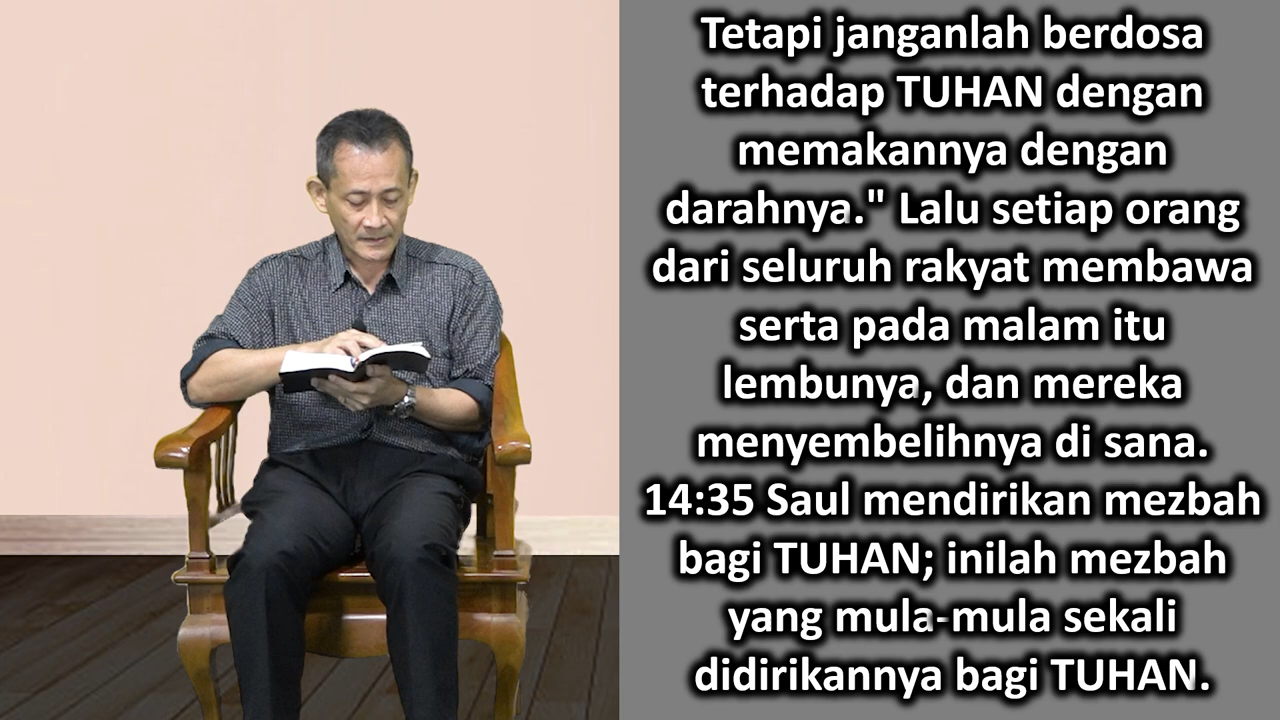 Tetapi janganlah berdosa
terhadap TUHAN dengan
memakannya dengan
darahnya." Lalu setiap orang
dari seluruh rakyat membawa
serta pada malam itu
lembunya, dan mereka
menyembelihnya di sana.
14:35 Saul mendirikan mezbah
bagi TUHAN; inilah mezbah
yang mula-mula sekali
didirikannya bagi TUHAN.